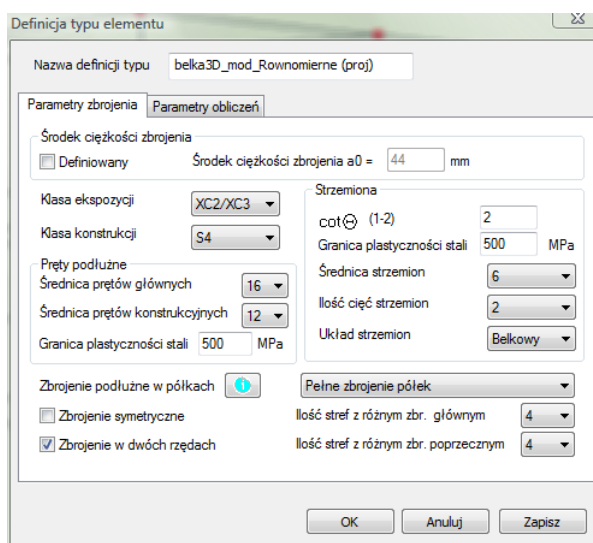 Definicja typu elementu
Nazwa definicji typu belka3D_mod_Rownomierne (proj)
Parametry zbrojenia Parametry obliczeń
Środek ciężkości zbrojenia
Definiowany Środek ciężkości zbrojenia a0 = 44 mm
Klasa ekspozycji XC2/XC3
Klasa konstrukcji S4
Pręty podłużne
Średnica prętów głównych 16
Średnica prętów konstrukcyjnych 12
Granica plastyczności stali 500 MPa
Strzemiona
cotΘ (1-2) 2
Granica plastyczności stali 500 MPa
Średnica strzemion 6
Ilość cięć strzemion 2
Układ strzemion Belkowy
Zbrojenie podłużne w półkach Pełne zbrojenie półek
Zbrojenie symetryczne Ilość stref z różnym zbr. głównym 4
Zbrojenie w dwóch rzędach Ilość stref z różnym zbr. poprzecznym 4
OK Anuluj Zapisz